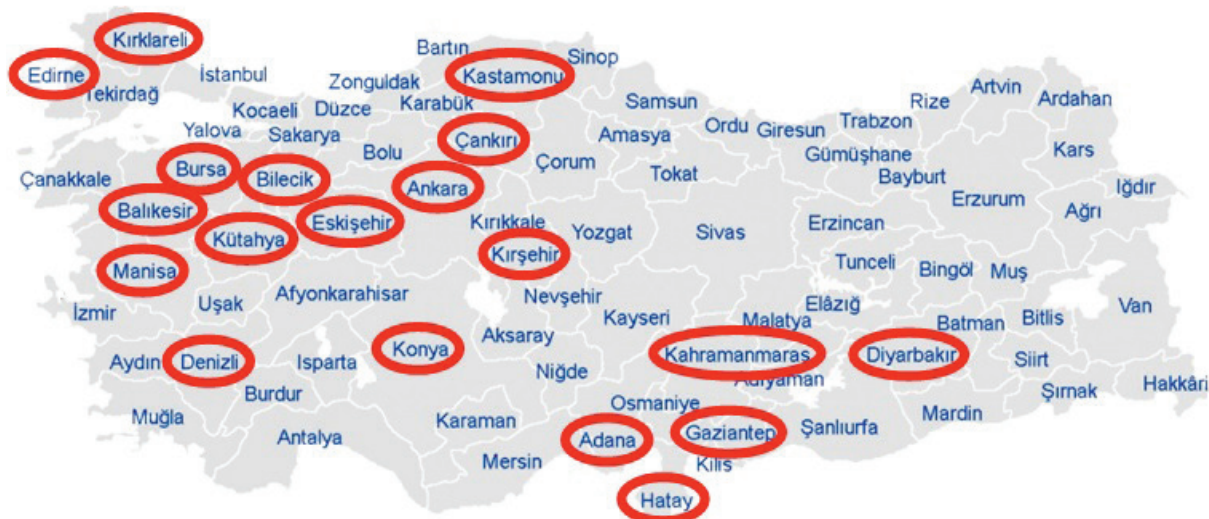 Kırklareli
Edirne
Tekirdağ
İstanbul
Bartın
Sinop
Zonguldak
Kastamonu
Kocaeli
Düzce
Karabük
Samsun
Rize
Artvin
Ardahan
Yalova
Sakarya
Bolu
Çankırı
Amasya
Ordu
Giresun
Trabzon
Gümüşhane
Kars
Çanakkale
Bursa
Bilecik
Ankara
Çorum
Tokat
Bayburt
Erzurum
Iğdır
Balıkesir
Eskişehir
Kırıkkale
Yozgat
Sivas
Erzincan
Ağrı
Kütahya
Kırşehir
Manisa
Tunceli
Bingöl
Muş
İzmir
Uşak
Afyonkarahisar
Nevşehir
Kayseri
Malatya
Elâzığ
Batman
Bitlis
Van
Aydın
Denizli
Isparta
Konya
Aksaray
Niğde
Kahramanmaras
Adıyaman
Diyarbakır
Siirt
Şırnak
Hakkâri
Muğla
Burdur
Antalya
Karaman
Mersin
Osmaniye
Adana
Gaziantep
Şanlıurfa
Mardin
Kilis
Hatay